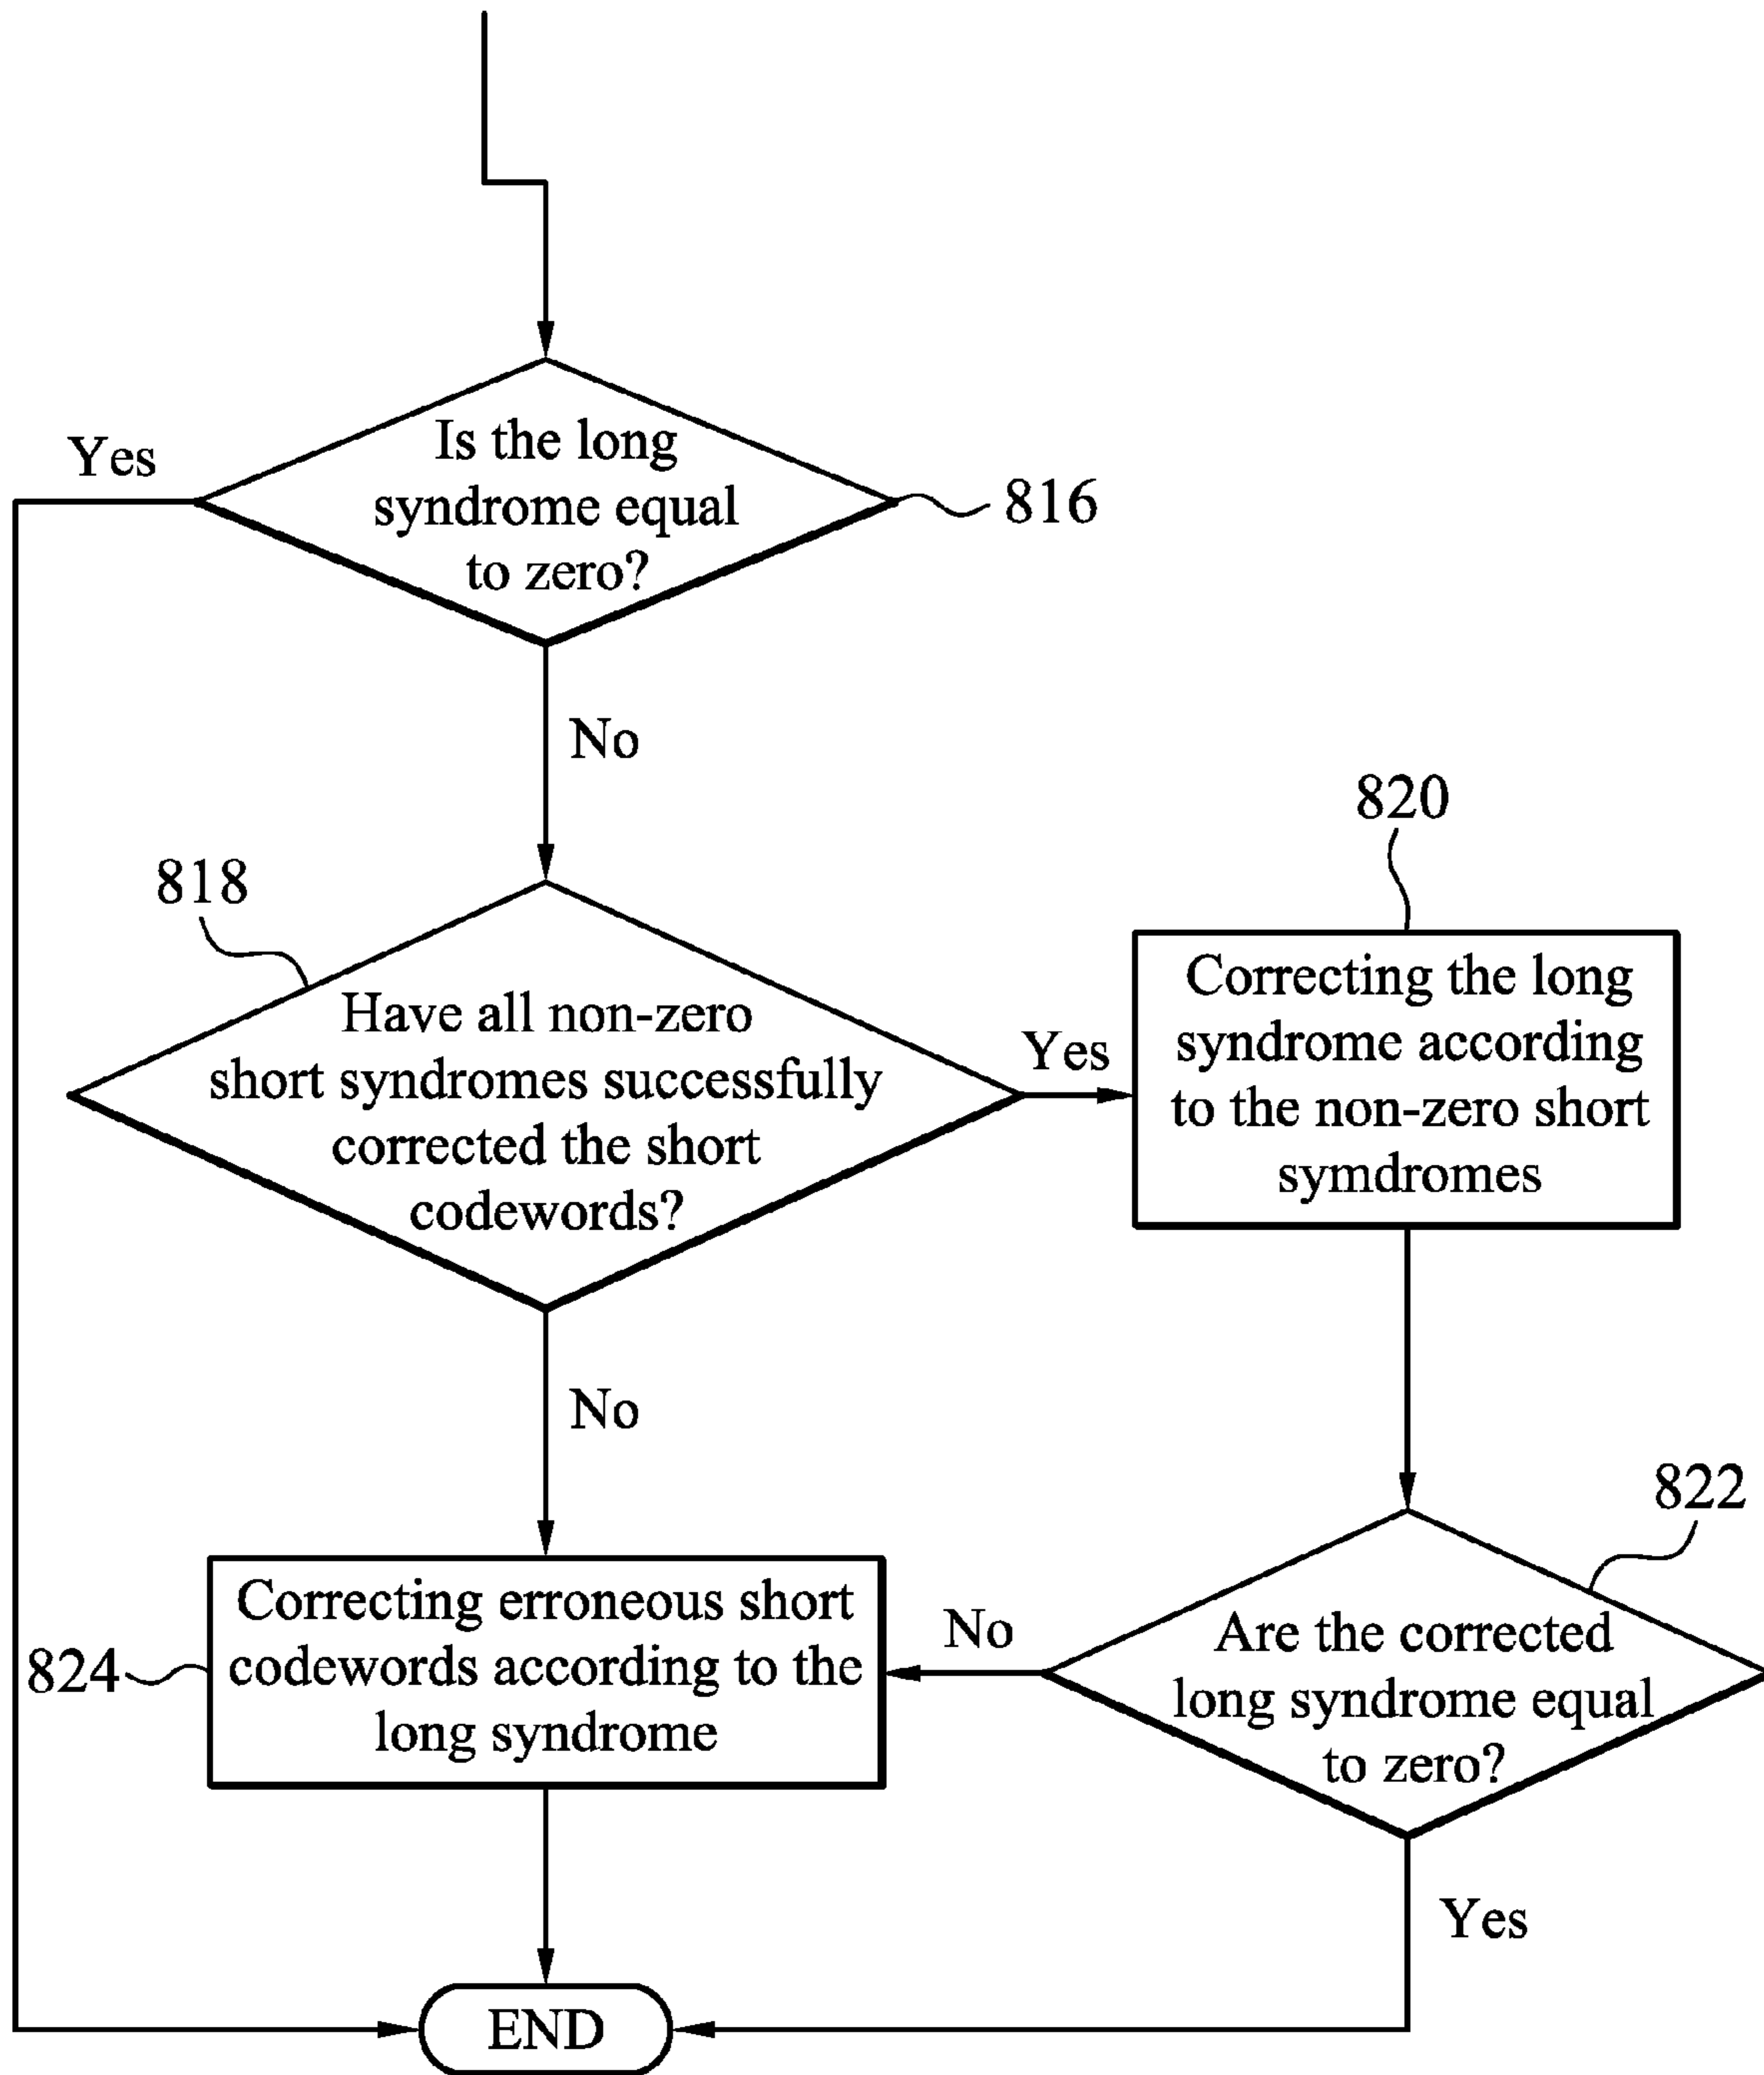 Is the long
syndrome equal
to zero?
Yes
816
No
818
Have all non-zero
short syndromes successfully
corrected the short
codewords?
Yes
820
Correcting the long
syndrome according
to the non-zero short
symdromes
No
822
Are the corrected
long syndrome equal
to zero?
No
824
Correcting erroneous short
codewords according to the
long syndrome
Yes
END